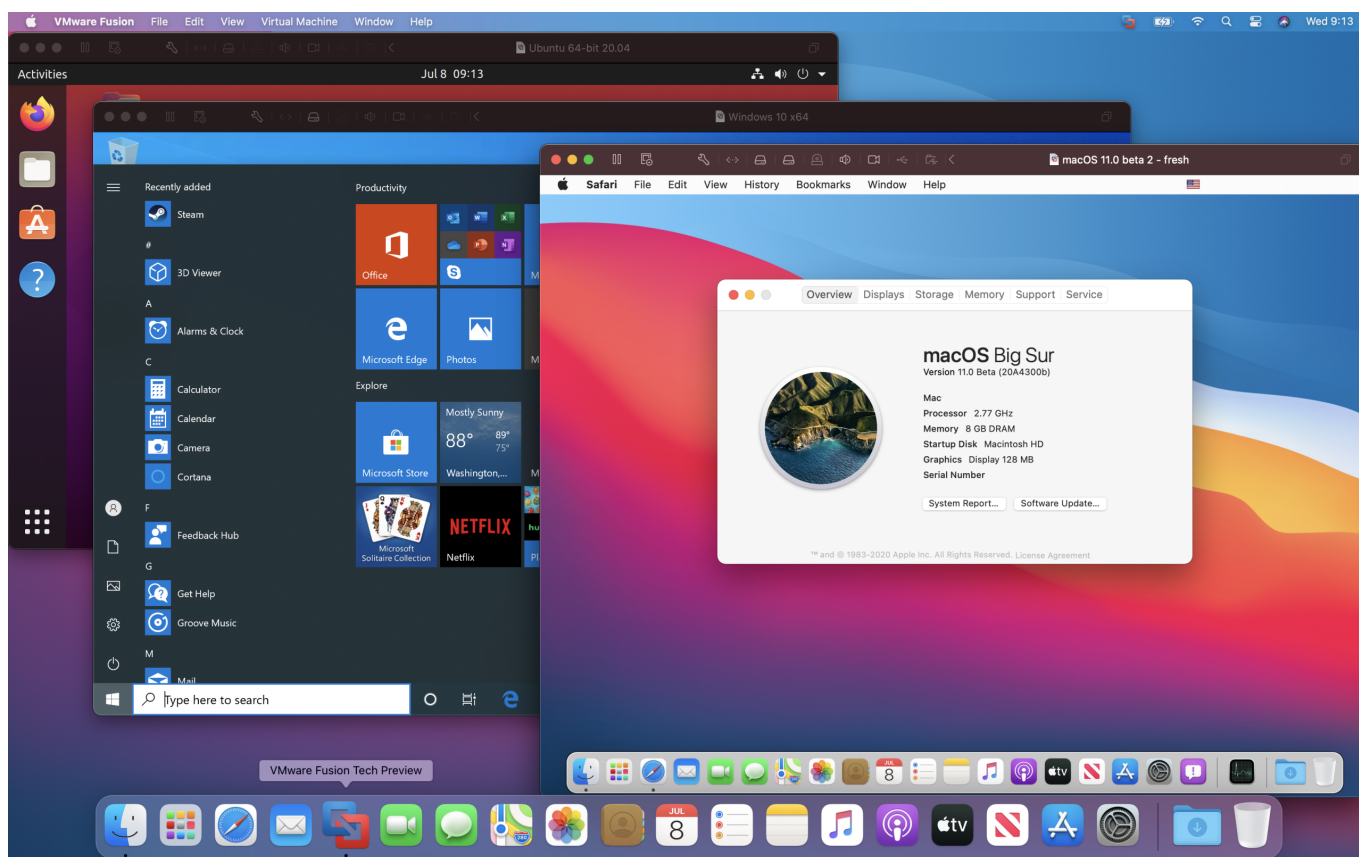 VMware Fusion File Edit View Virtual Machine Window Help Wed 9:13
Ubuntu 64-bit 20.04
Activities Jul 8 09:13
Windows 10 x64
Recently added
Steam
#
3D Viewer
A
Alarms & Clock
C
Calculator
Calendar
Camera
Cortana
F
Feedback Hub
G
Get Help
Groove Music
M
Mail
Productivity
Office
Microsoft Edge
Photos
Explore
Microsoft Store
Mostly Sunny
88° 89°
75°
Washington,...
Microsoft
Solitaire Collection
NETFLIX
Netflix
hu
Pl
Type here to search
macOS 11.0 beta 2 - fresh
Safari File Edit View History Bookmarks Window Help
Overview Displays Storage Memory Support Service
macOS Big Sur
Version 11.0 Beta (20A4300b)
Mac
Processor 2.77 GHz
Memory 8 GB DRAM
Startup Disk Macintosh HD
Graphics Display 128 MB
Serial Number
System Report... Software Update...
™ and © 1983-2020 Apple Inc. All Rights Reserved. License Agreement
JUL
8
tv
VMware Fusion Tech Preview
JUL
8
tv